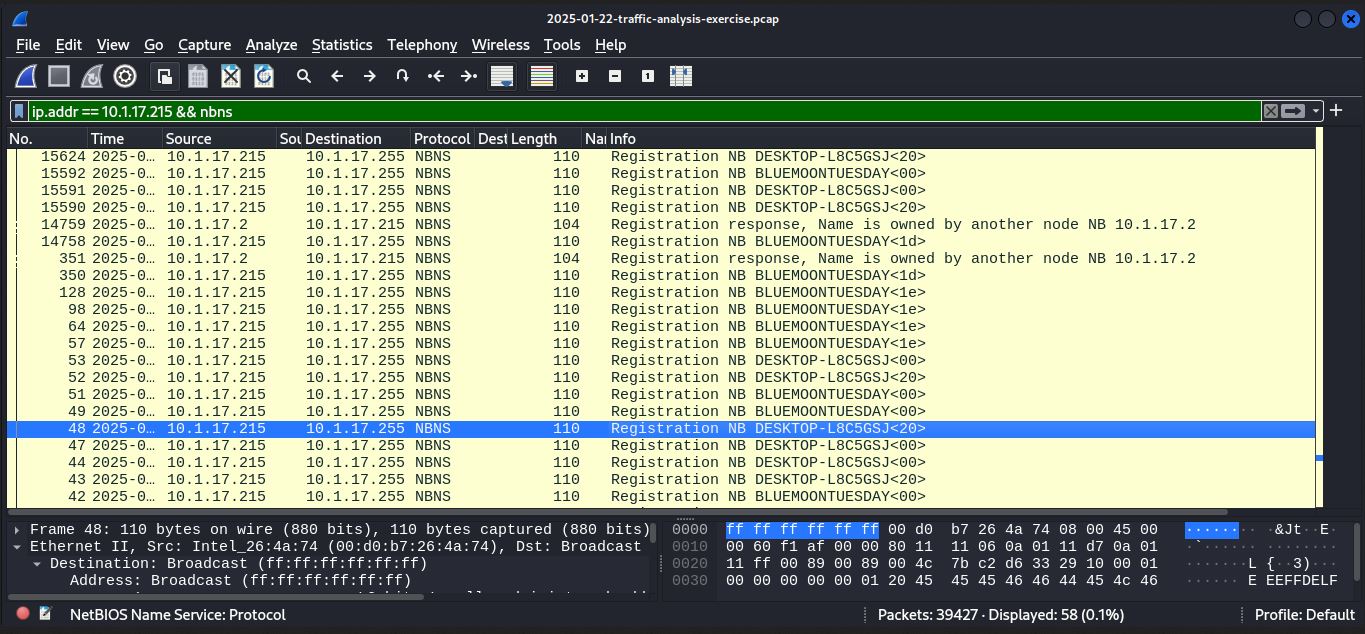 2025-01-22-traffic-analysis-exercise.pcap
File Edit View Go Capture Analyze Statistics Telephony Wireless Tools Help
ip.addr == 10.1.17.215 && nbns
No. Time Source Sou Destination Protocol Dest Length Nar Info
15624 2025-0… 10.1.17.215 10.1.17.255 NBNS 110 Registration NB DESKTOP-L8C5GSJ<20>
15592 2025-0… 10.1.17.215 10.1.17.255 NBNS 110 Registration NB BLUEMOONTUESDAY<00>
15591 2025-0… 10.1.17.215 10.1.17.255 NBNS 110 Registration NB DESKTOP-L8C5GSJ<00>
15590 2025-0… 10.1.17.215 10.1.17.255 NBNS 110 Registration NB DESKTOP-L8C5GSJ<20>
14759 2025-0… 10.1.17.2 10.1.17.215 NBNS 104 Registration response, Name is owned by another node NB 10.1.17.2
14758 2025-0… 10.1.17.215 10.1.17.255 NBNS 110 Registration NB BLUEMOONTUESDAY<1d>
351 2025-0… 10.1.17.2 10.1.17.215 NBNS 104 Registration response, Name is owned by another node NB 10.1.17.2
350 2025-0… 10.1.17.215 10.1.17.255 NBNS 110 Registration NB BLUEMOONTUESDAY<1d>
128 2025-0… 10.1.17.215 10.1.17.255 NBNS 110 Registration NB BLUEMOONTUESDAY<1e>
98 2025-0… 10.1.17.215 10.1.17.255 NBNS 110 Registration NB BLUEMOONTUESDAY<1e>
64 2025-0… 10.1.17.215 10.1.17.255 NBNS 110 Registration NB BLUEMOONTUESDAY<1e>
57 2025-0… 10.1.17.215 10.1.17.255 NBNS 110 Registration NB BLUEMOONTUESDAY<1e>
53 2025-0… 10.1.17.215 10.1.17.255 NBNS 110 Registration NB DESKTOP-L8C5GSJ<00>
52 2025-0… 10.1.17.215 10.1.17.255 NBNS 110 Registration NB DESKTOP-L8C5GSJ<20>
51 2025-0… 10.1.17.215 10.1.17.255 NBNS 110 Registration NB BLUEMOONTUESDAY<00>
49 2025-0… 10.1.17.215 10.1.17.255 NBNS 110 Registration NB BLUEMOONTUESDAY<00>
48 2025-0… 10.1.17.215 10.1.17.255 NBNS 110 Registration NB DESKTOP-L8C5GSJ<20>
47 2025-0… 10.1.17.215 10.1.17.255 NBNS 110 Registration NB DESKTOP-L8C5GSJ<00>
44 2025-0… 10.1.17.215 10.1.17.255 NBNS 110 Registration NB DESKTOP-L8C5GSJ<00>
43 2025-0… 10.1.17.215 10.1.17.255 NBNS 110 Registration NB DESKTOP-L8C5GSJ<20>
42 2025-0… 10.1.17.215 10.1.17.255 NBNS 110 Registration NB BLUEMOONTUESDAY<00>
Frame 48: 110 bytes on wire (880 bits), 110 bytes captured (880 bits)
Ethernet II, Src: Intel_26:4a:74 (00:d0:b7:26:4a:74), Dst: Broadcast
Destination: Broadcast (ff:ff:ff:ff:ff:ff)
Address: Broadcast (ff:ff:ff:ff:ff:ff)
0000 ff ff ff ff ff ff 00 d0 b7 26 4a 74 08 00 45 00 ········ ·&Jt··E·
0010 00 60 f1 af 00 00 80 11 11 06 0a 01 11 d7 0a 01 ·`······ ········
0020 11 ff 00 89 00 89 00 4c 7b c2 d6 33 29 10 00 01 ·······L {··3)···
0030 00 00 00 00 00 01 20 45 45 45 46 46 44 45 4c 46 ······ E EEFFDELF
NetBIOS Name Service: Protocol
Packets: 39427 · Displayed: 58 (0.1%)
Profile: Default